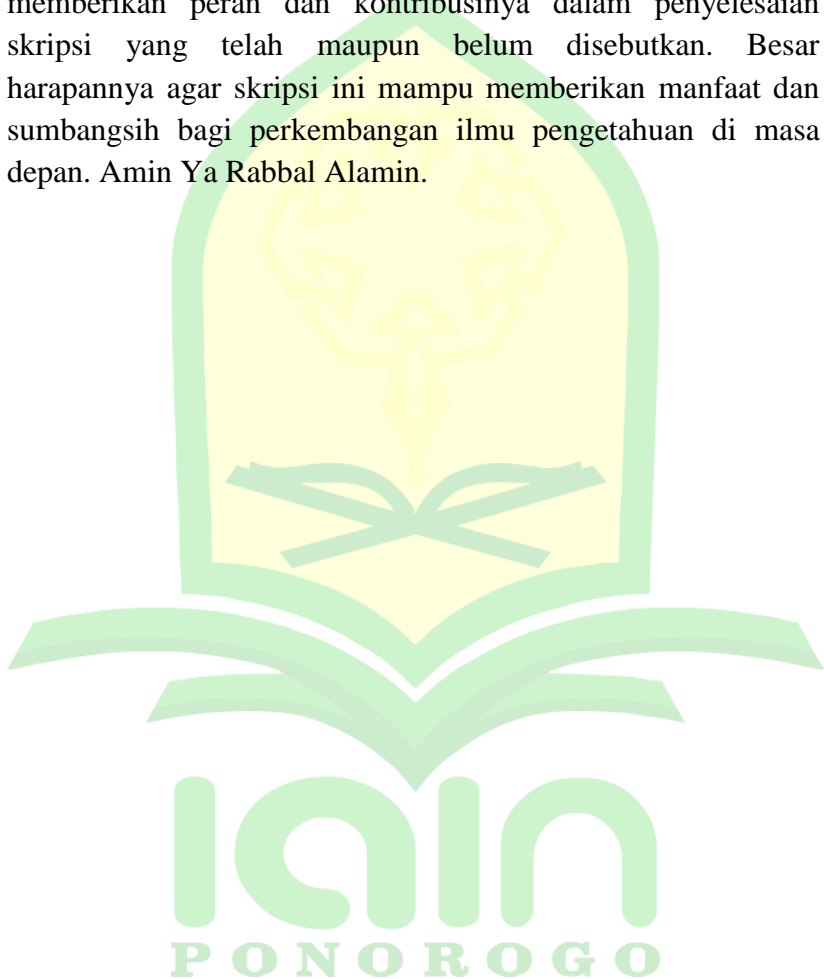 memberikan peran dan kontribusinya dalam penyelesaian
skripsi yang telah maupun belum disebutkan. Besar
harapannya agar skripsi ini mampu memberikan manfaat dan
sumbangsih bagi perkembangan ilmu pengetahuan di masa
depan. Amin Ya Rabbal Alamin.
iain
PONOROGO